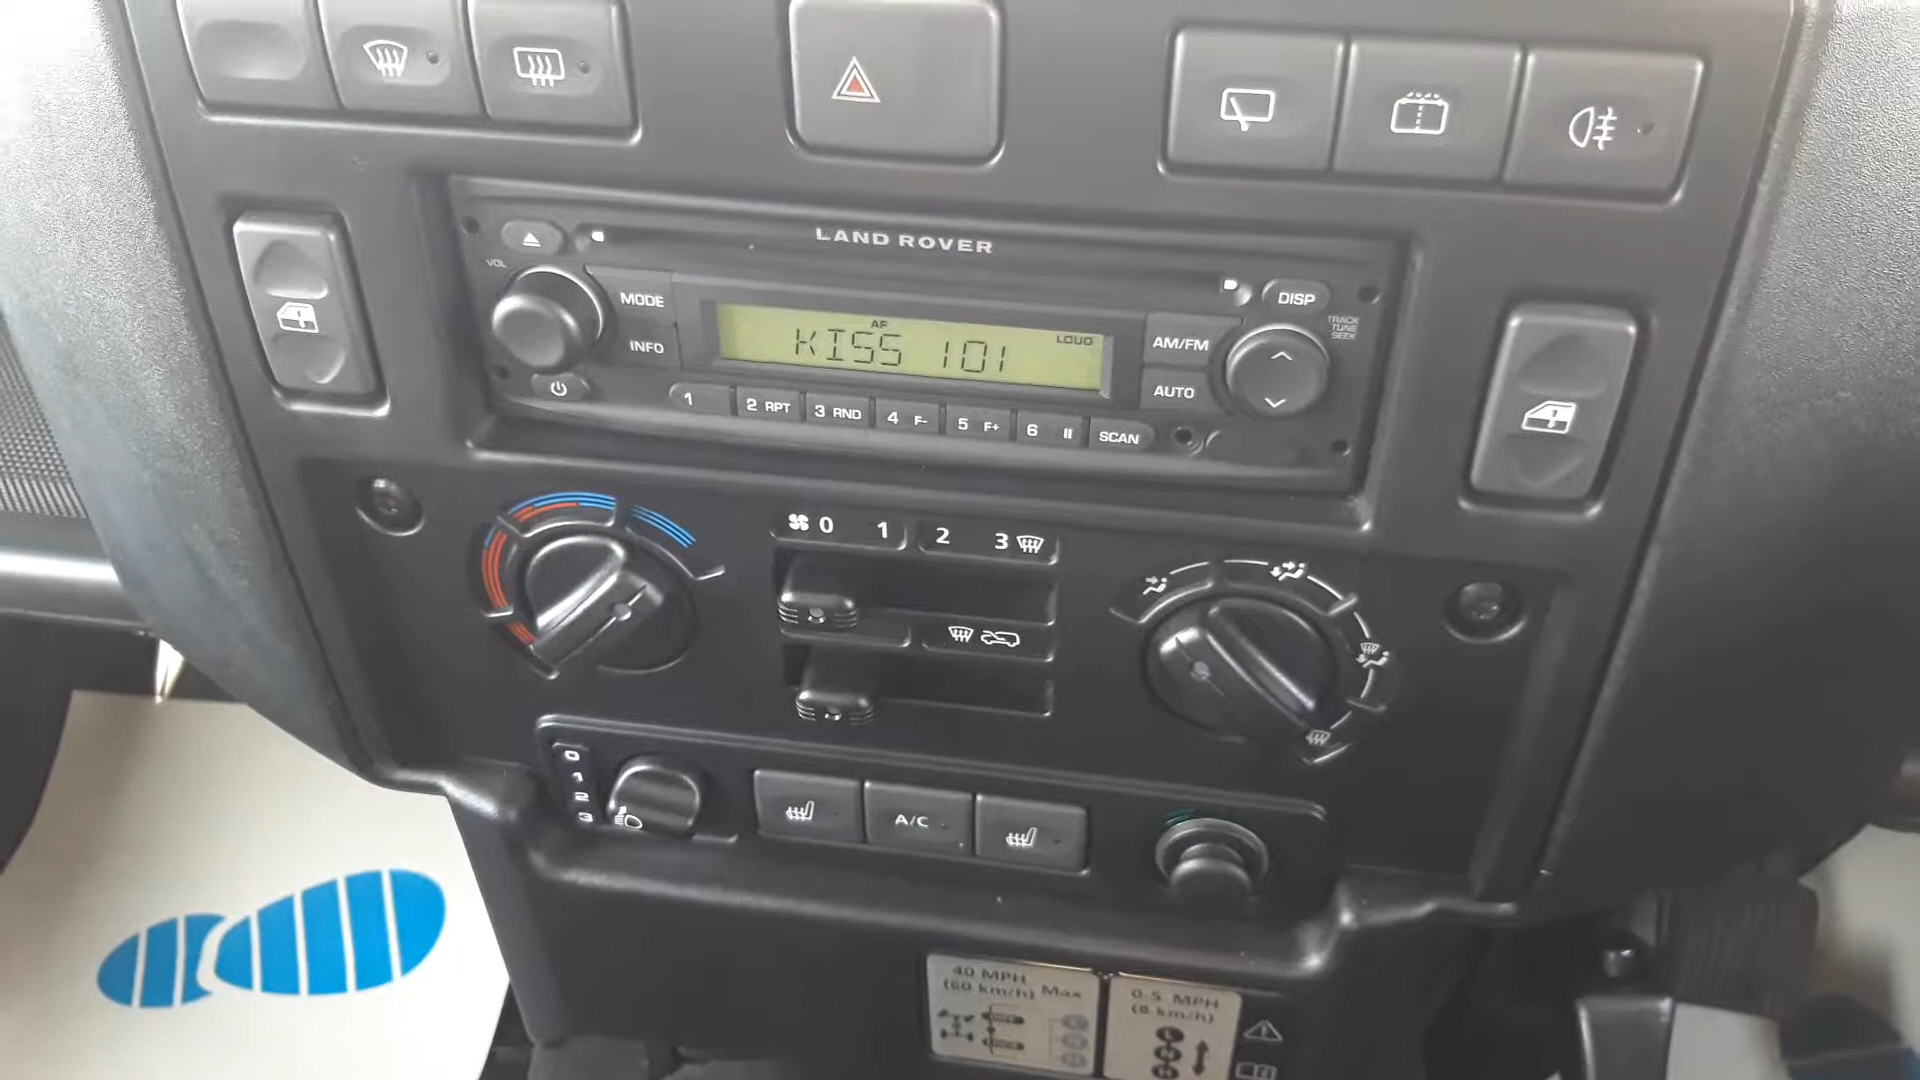 LAND ROVER
VOL
MODE
INFO
AF
LOUD
KISS 101
DISP
TRACK
TUNE
SEEK
AM/FM
AUTO
1
2 RPT
3 RND
4 F-
5 F+
6 II
SCAN
0 1 2 3
0
1
2
3
A/C
40 MPH
(60 km/h) Max
0-5 MPH
(8 km/h)